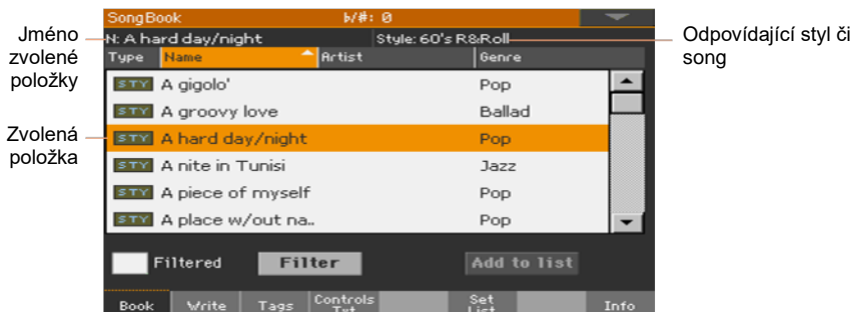 SongBook ♭/#: 0
Jméno
zvolené
položky
N: A hard day/night Style: 60's R&Roll
Odpovídající styl či
song
Type Name Artist Genre
STY A gigolo' Pop
STY A groovy love Ballad
Zvolená
položka
STY A hard day/night Pop
STY A nite in Tunisi Jazz
STY A piece of myself Pop
STY A place w/out na.. Pop
Filtered Filter Add to list
Book Write Tags Controls Txt Set List Info